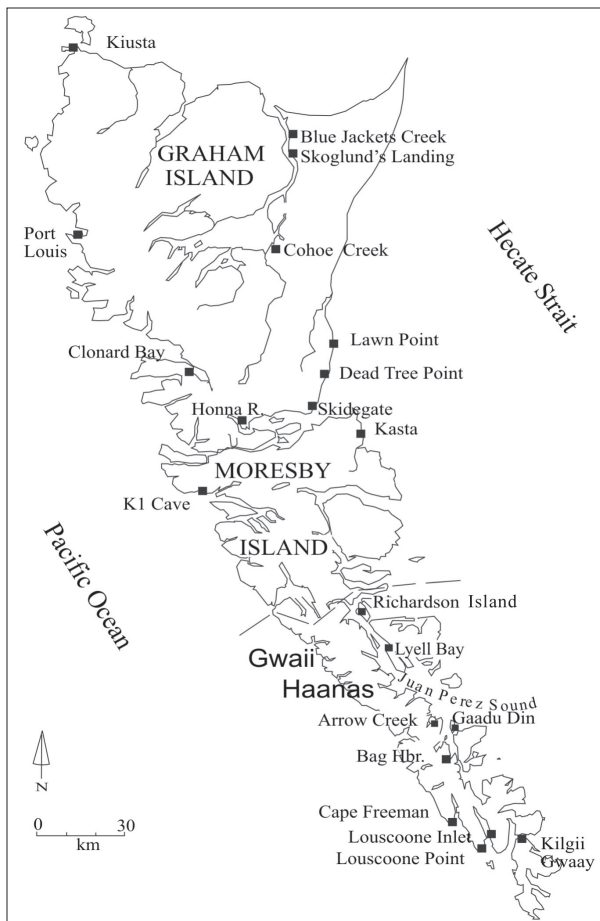 Kiusta
Blue Jackets Creek
GRAHAM
ISLAND
Skoglund's Landing
Port
Louis
Cohoe Creek
Hecate Strait
Lawn Point
Clonard Bay
Dead Tree Point
Honna R.
Skidegate
Kasta
MORESBY
K1 Cave
ISLAND
Pacific Ocean
Richardson Island
Lyell Bay
Gwaii
Haanas
Juan Perez Sound
Arrow Creek
Gaadu Din
Bag Hbr.
N
Cape Freeman
0 30
km
Louscoone Inlet
Louscoone Point
Kilgii
Gwaay